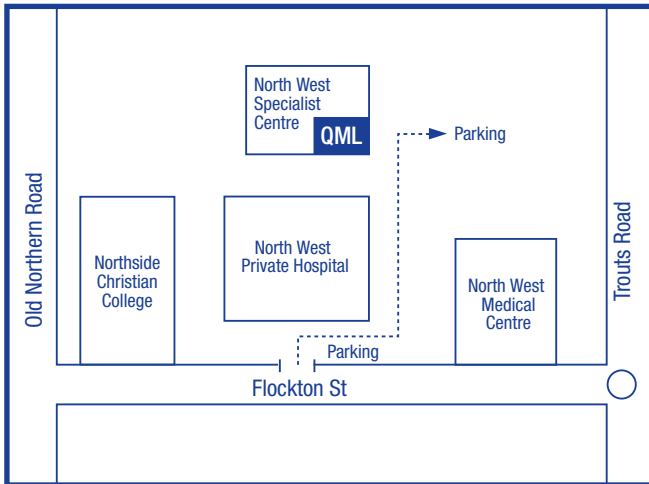 North West
Specialist
Centre
QML
Parking
Old Northern Road
Trouts Road
Northside
Christian
College
North West
Private Hospital
North West
Medical
Centre
Parking
Flockton St